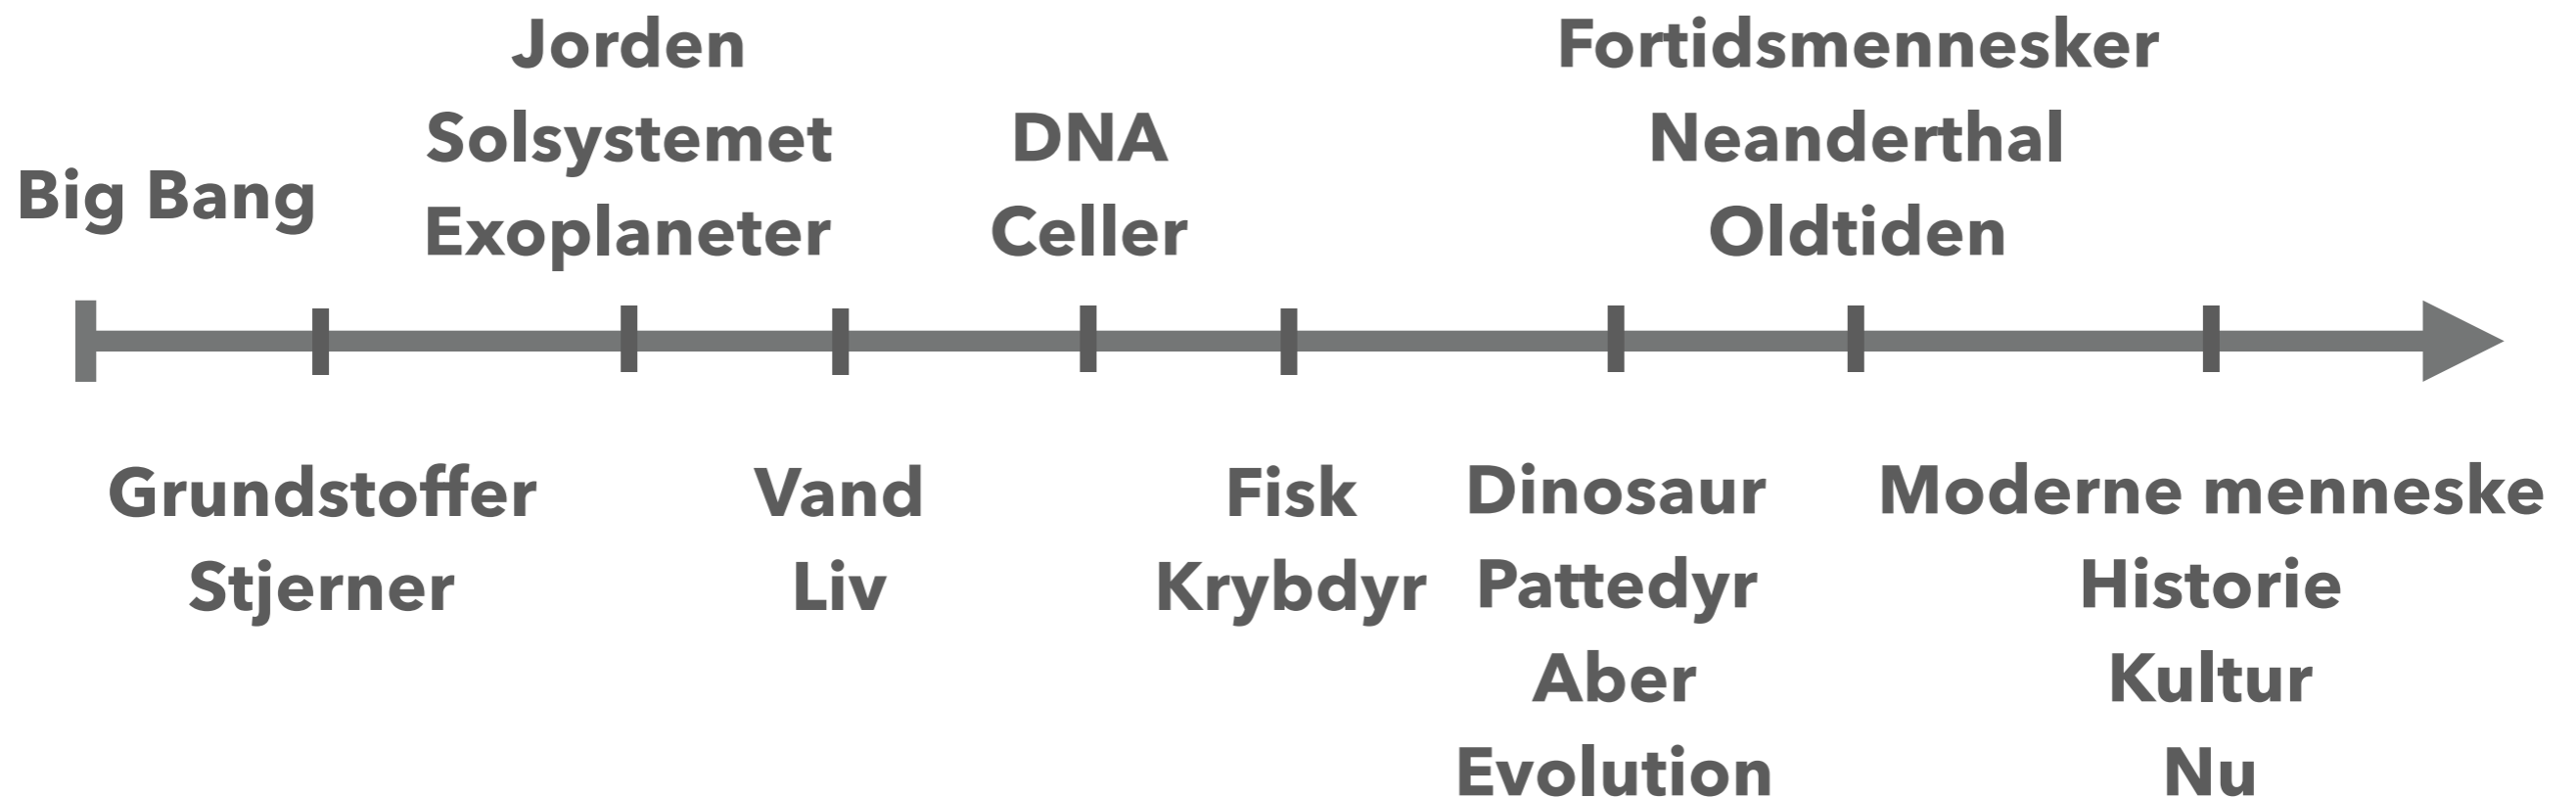 Big Bang
Grundstoffer
Stjerner
Jorden
Solsystemet
Exoplaneter
Vand
Liv
DNA
Celler
Fisk
Krybdyr
Dinosaur
Pattedyr
Aber
Evolution
Fortidsmennesker
Neanderthal
Oldtiden
Moderne menneske
Historie
Kultur
Nu